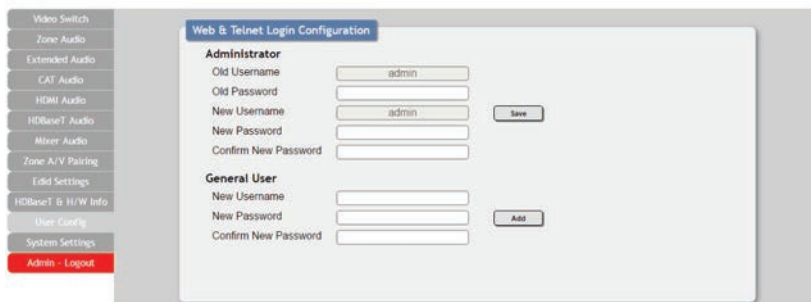 Video Switch
Zone Audio
Extended Audio
CAT Audio
HDMI Audio
HDBaseT Audio
Mixer Audio
Zone A/V Pairing
Edid Settings
HDBaseT & H/W Info
User Config
System Settings
Admin - Logout
Web & Telnet Login Configuration
Administrator
Old Username admin
Old Password
New Username admin Save
New Password
Confirm New Password
General User
New Username
New Password Add
Confirm New Password